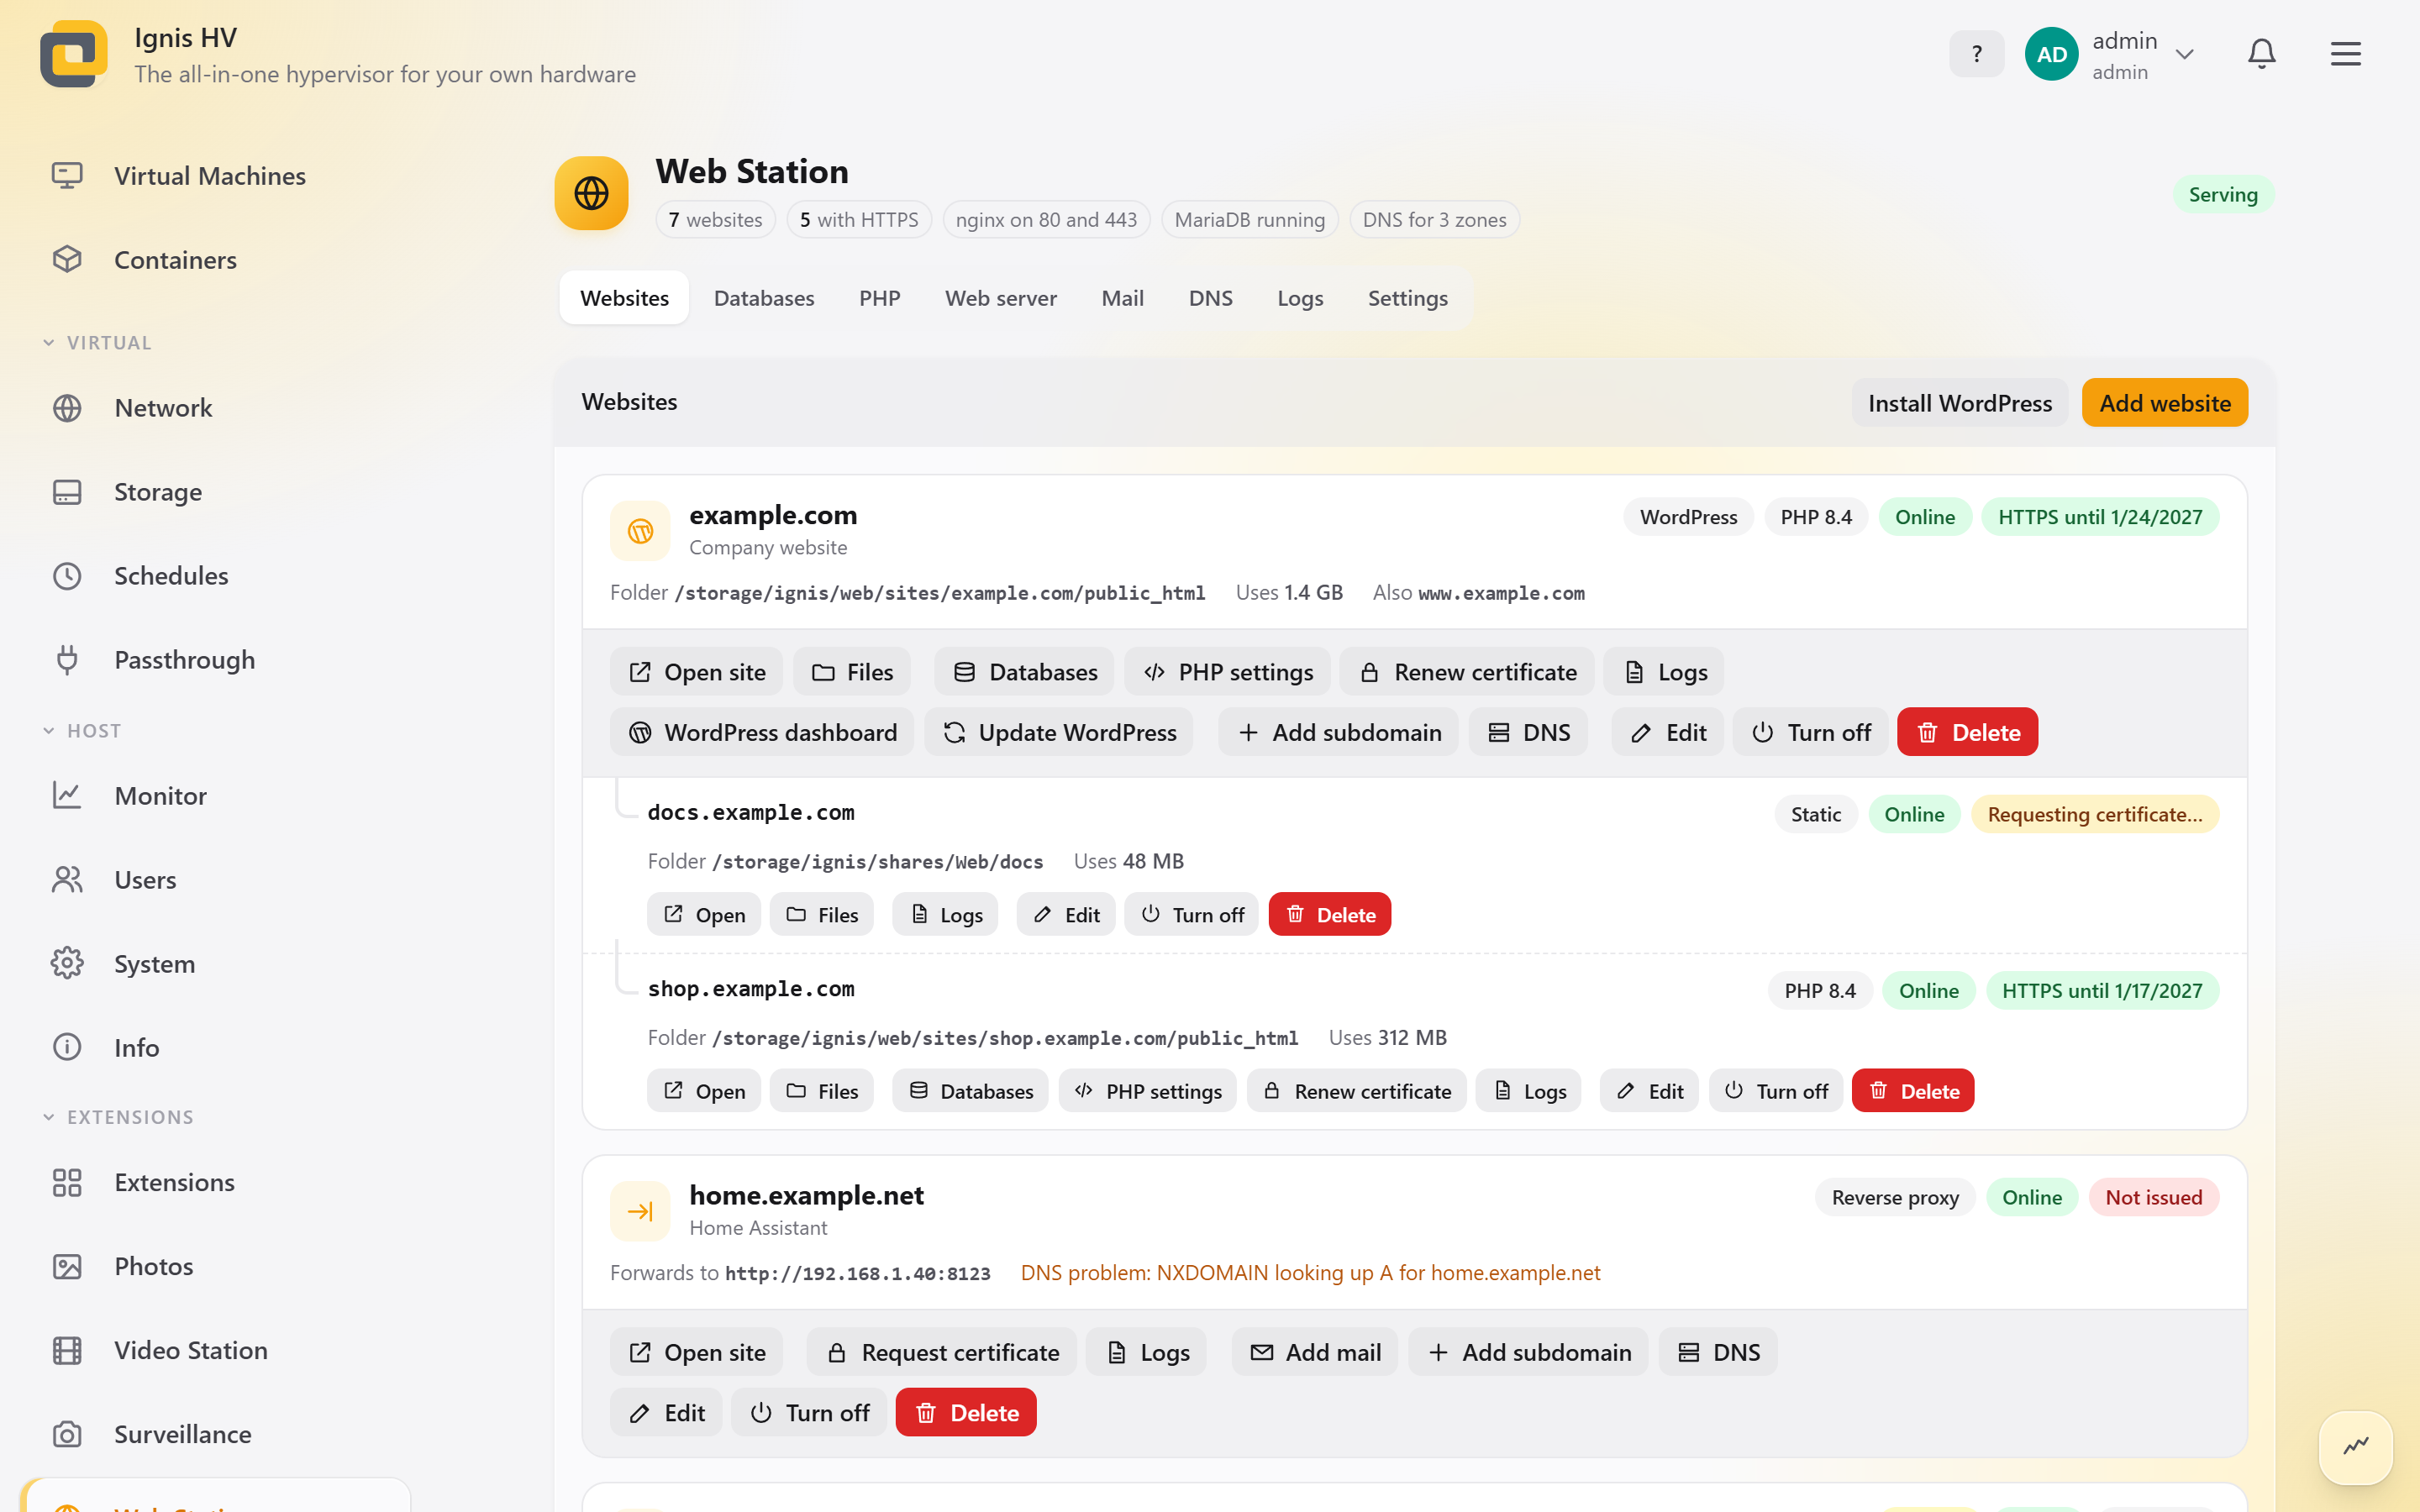 Ignis HV
The all-in-one hypervisor for your own hardware
?
AD
admin
admin
Virtual Machines
Containers
VIRTUAL
Network
Storage
Schedules
Passthrough
HOST
Monitor
Users
System
Info
EXTENSIONS
Extensions
Photos
Video Station
Surveillance
Web Station
7 websites
5 with HTTPS
nginx on 80 and 443
MariaDB running
DNS for 3 zones
Serving
Websites
Databases
PHP
Web server
Mail
DNS
Logs
Settings
Websites
Install WordPress
Add website
example.com
Company website
WordPress
PHP 8.4
Online
HTTPS until 1/24/2027
Folder /storage/ignis/web/sites/example.com/public_html
Uses 1.4 GB
Also www.example.com
Open site
Files
Databases
PHP settings
Renew certificate
Logs
WordPress dashboard
Update WordPress
Add subdomain
DNS
Edit
Turn off
Delete
docs.example.com
Static
Online
Requesting certificate...
Folder /storage/ignis/shares/Web/docs
Uses 48 MB
Open
Files
Logs
Edit
Turn off
Delete
shop.example.com
PHP 8.4
Online
HTTPS until 1/17/2027
Folder /storage/ignis/web/sites/shop.example.com/public_html
Uses 312 MB
Open
Files
Databases
PHP settings
Renew certificate
Logs
Edit
Turn off
Delete
home.example.net
Home Assistant
Reverse proxy
Online
Not issued
Forwards to http://192.168.1.40:8123
DNS problem: NXDOMAIN looking up A for home.example.net
Open site
Request certificate
Logs
Add mail
Add subdomain
DNS
Edit
Turn off
Delete